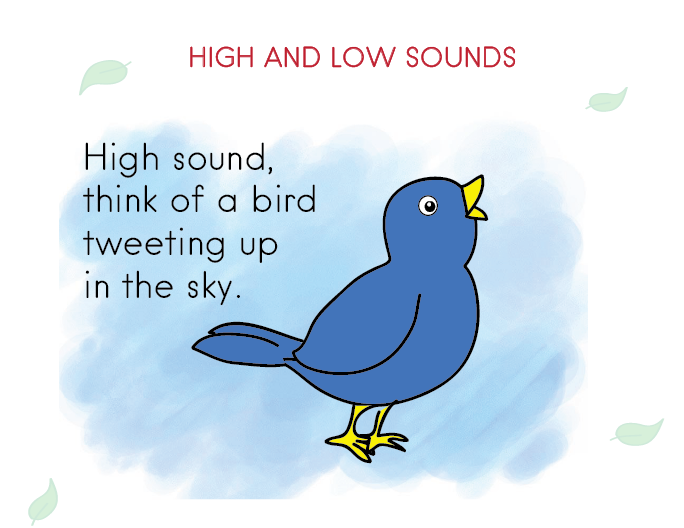 HIGH AND LOW SOUNDS
High sound,
think of a bird
tweeting up
in the sky.